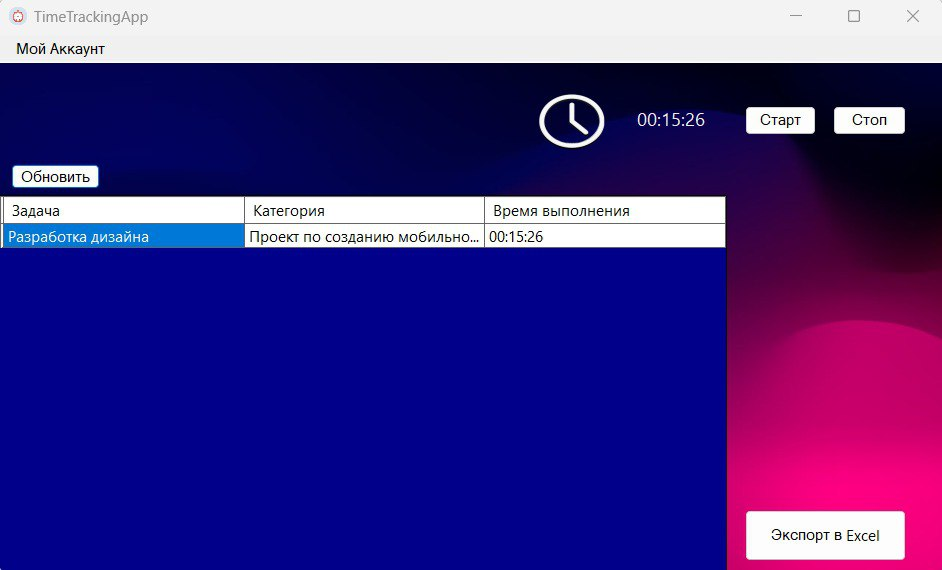 TimeTrackingApp
Мой Аккаунт
00:15:26 Старт Стоп
Обновить
Задача Категория Время выполнения
Разработка дизайна Проект по созданию мобильно... 00:15:26
Экспорт в Excel